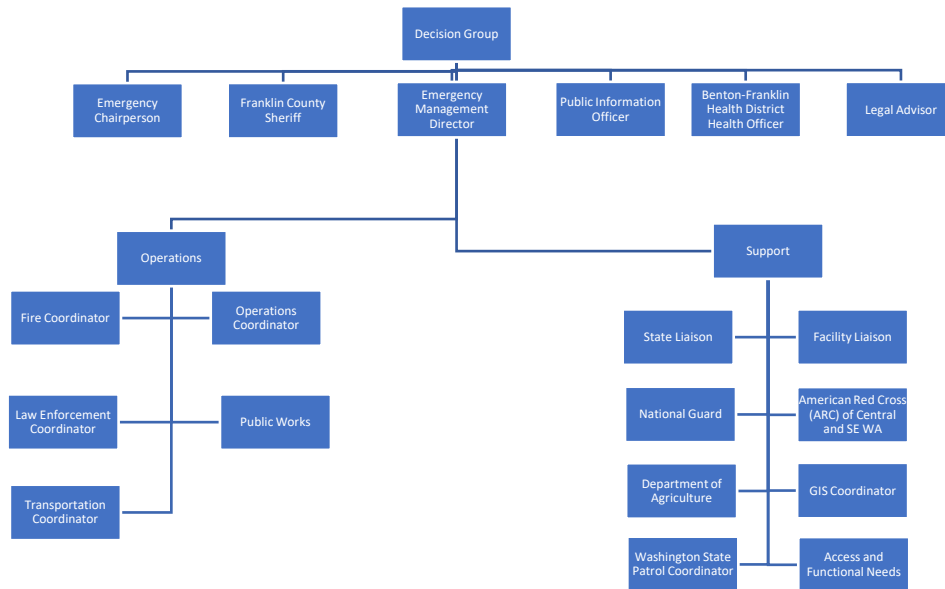 Decision Group
Emergency
Chairperson
Franklin County
Sheriff
Emergency
Management
Director
Public Information
Officer
Benton-Franklin
Health District
Health Officer
Legal Advisor
Operations
Support
Fire Coordinator
Operations
Coordinator
Law Enforcement
Coordinator
Public Works
Transportation
Coordinator
State Liaison
Facility Liaison
National Guard
American Red Cross
(ARC) of Central
and SE WA
Department of
Agriculture
GIS Coordinator
Washington State
Patrol Coordinator
Access and
Functional Needs